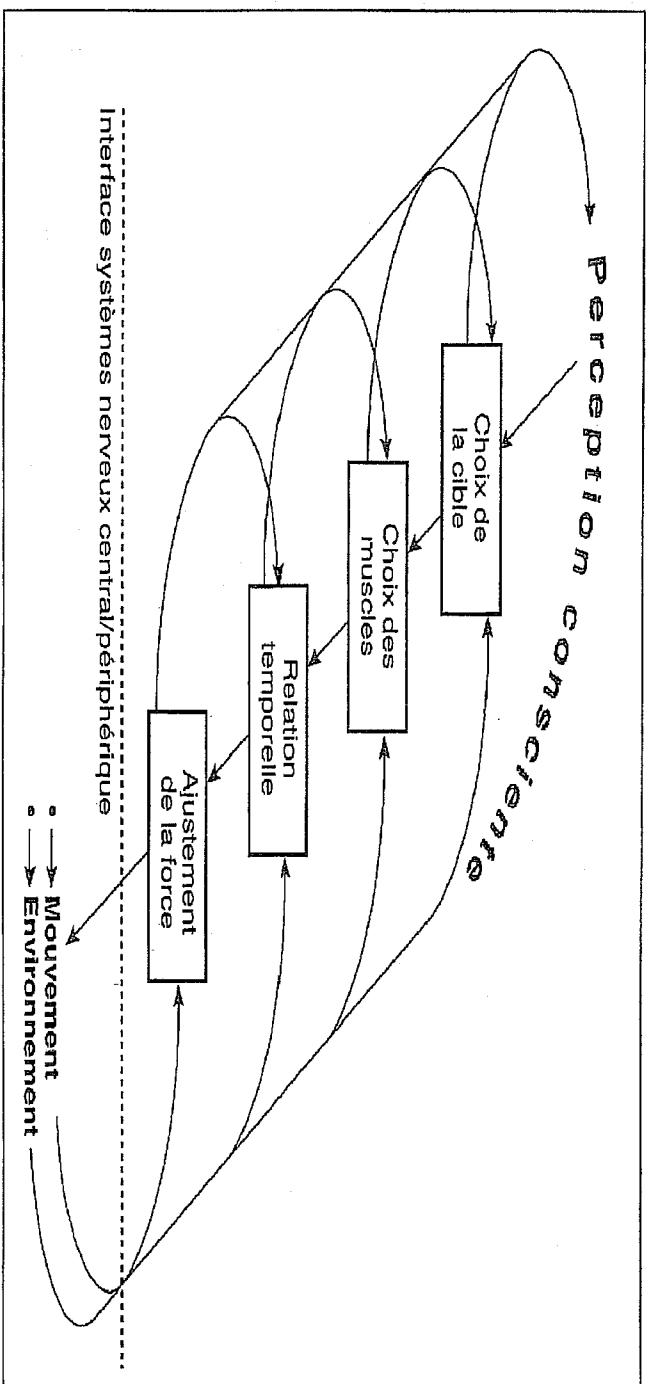 Perception consciente
Choix de
la cible
Choix des
muscles
Relation
temporelle
Ajustement
de la force
Interface systèmes nerveux central/périphérique
Mouvement
Environnement